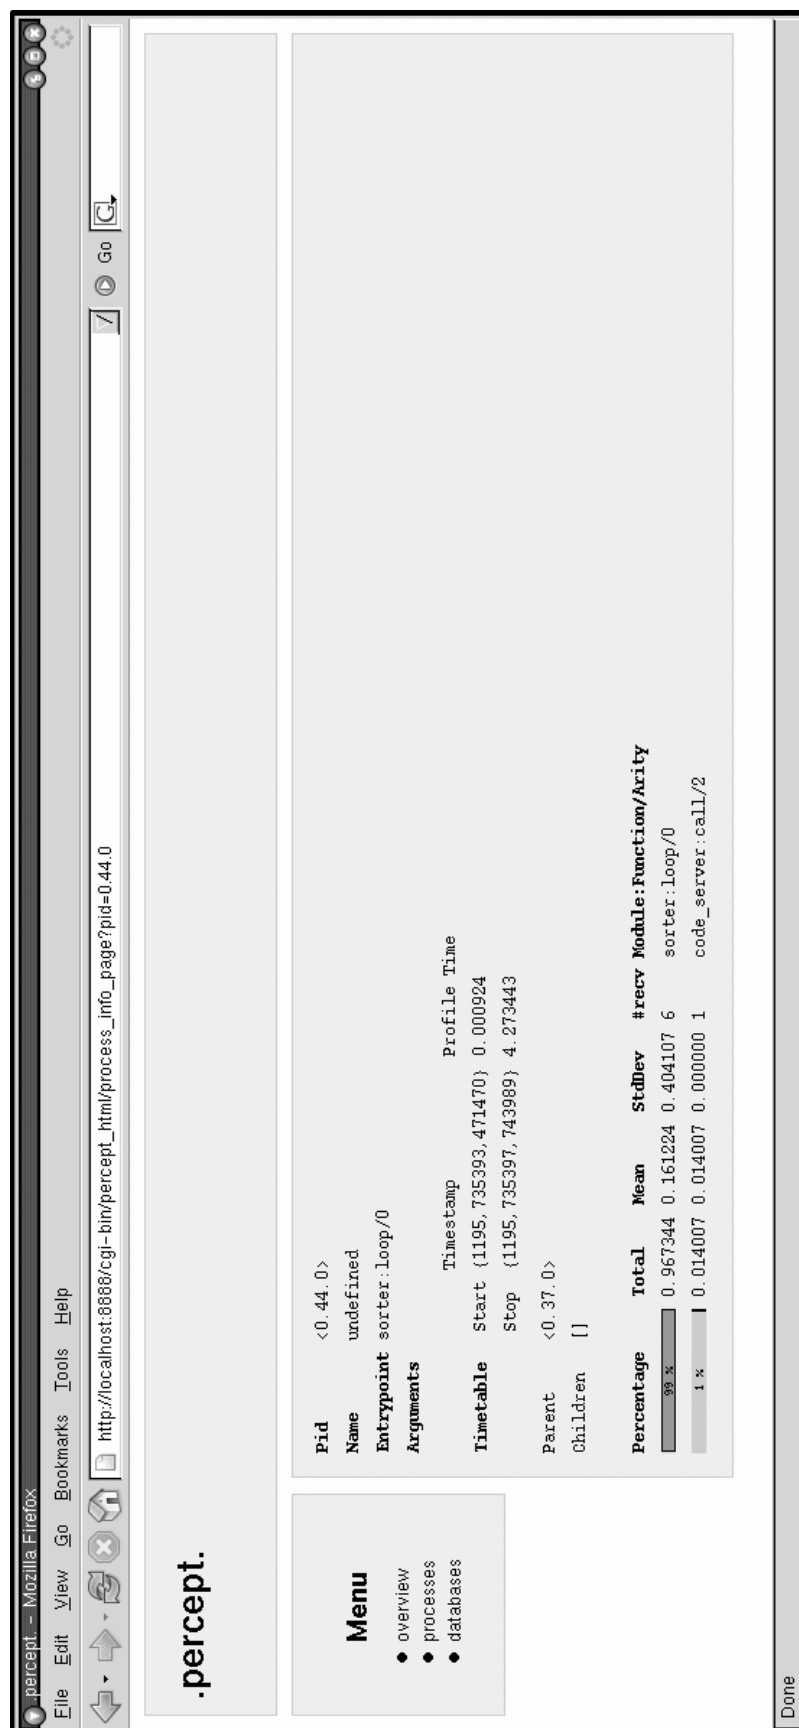 .percept. – Mozilla Firefox
File Edit View Go Bookmarks Tools Help
http://localhost:8888/cgi-bin/percept_html/process_info_page?pid=0.44.0 Go
.percept.
Menu
overview
processes
databases
Pid <0.44.0>
Name undefined
Entrypoint sorter:loop/0
Arguments
Timestamp Profile Time
Timetable Start {1195,735393,471470} 0.000924
Stop {1195,735397,743989} 4.273443
Parent <0.37.0>
Children []
Percentage Total Mean StdDev #recv Module:Function/Arity
99 % 0.967344 0.161224 0.404107 6 sorter:loop/0
1 % 0.014007 0.014007 0.000000 1 code_server:call/2
Done